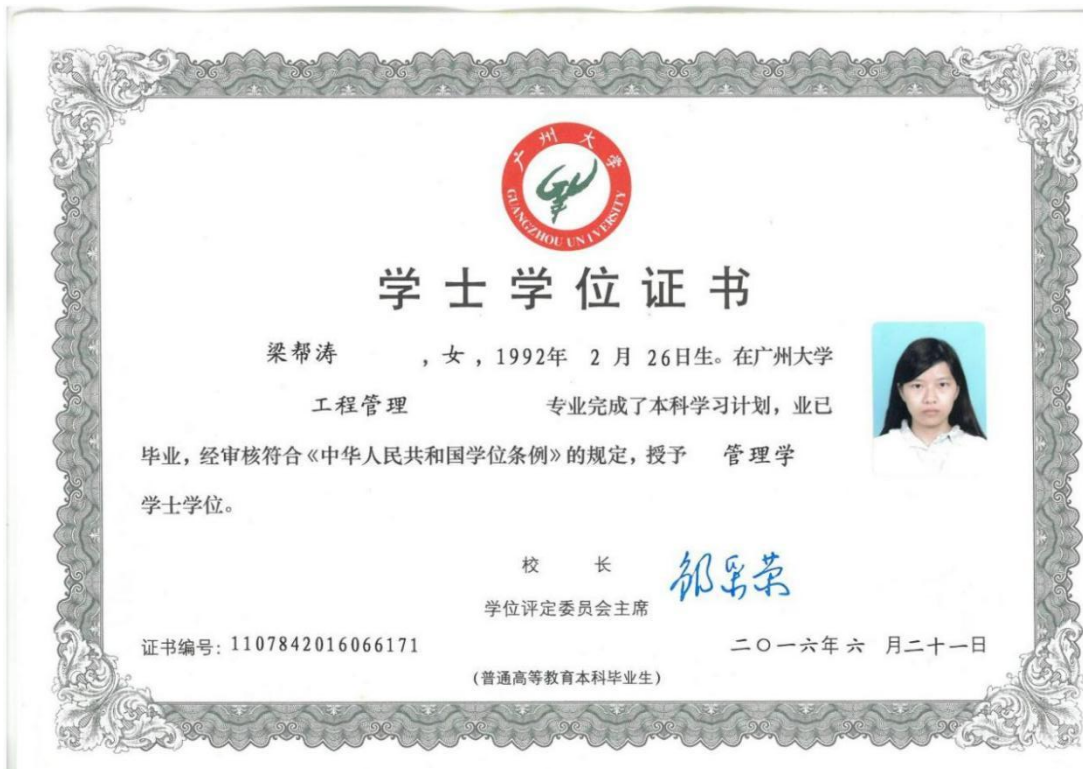 广州大学
GUANGZHOU UNIVERSITY
学士学位证书
梁帮涛 ，女，1992年 2 月 26日生。在广州大学
工程管理 专业完成了本科学习计划，业已
毕业，经审核符合《中华人民共和国学位条例》的规定，授予 管理学
学士学位。
校 长
学位评定委员会主席
邹采荣
证书编号：1107842016066171
二〇一六年 六 月二十一日
(普通高等教育本科毕业生)